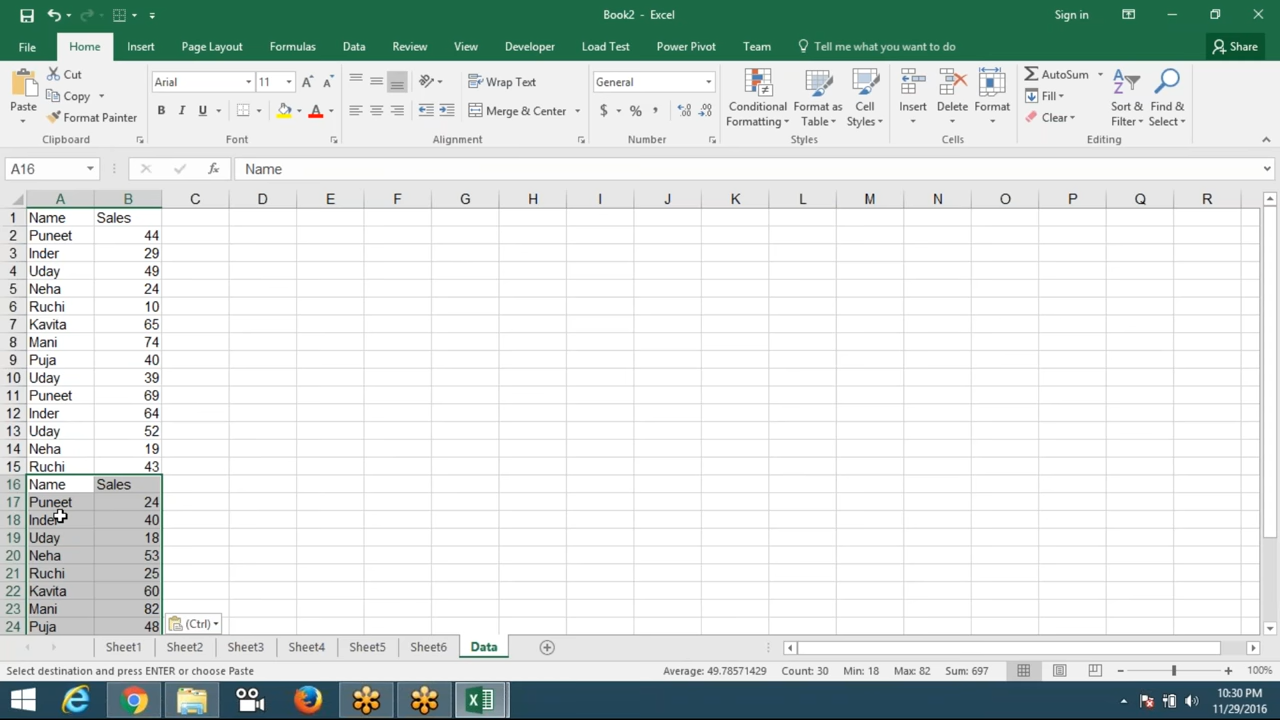 Book2 - Excel
Sign in
File Home Insert Page Layout Formulas Data Review View Developer Load Test Power Pivot Team Tell me what you want to do Share
Paste
Cut
Copy
Format Painter
Clipboard
Arial 11
B I U
Font
Wrap Text
Merge & Center
Alignment
General
$ % ,
Number
Conditional Formatting
Format as Table
Cell Styles
Styles
Insert Delete Format
Cells
AutoSum
Fill
Clear
Sort & Filter
Find & Select
Editing
A16 fx Name
A B C D E F G H I J K L M N O P Q R
1 Name Sales
2 Puneet 44
3 Inder 29
4 Uday 49
5 Neha 24
6 Ruchi 10
7 Kavita 65
8 Mani 74
9 Puja 40
10 Uday 39
11 Puneet 69
12 Inder 64
13 Uday 52
14 Neha 19
15 Ruchi 43
16 Name Sales
17 Puneet 24
18 Inder 40
19 Uday 18
20 Neha 53
21 Ruchi 25
22 Kavita 60
23 Mani 82
24 Puja 48
(Ctrl)
Sheet1 Sheet2 Sheet3 Sheet4 Sheet5 Sheet6 Data
Select destination and press ENTER or choose Paste Average: 49.78571429 Count: 30 Min: 18 Max: 82 Sum: 697 100%
10:30 PM
11/29/2016